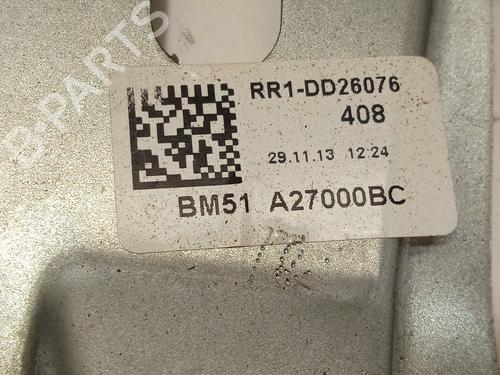 B-PARTS
RR1-DD26076
408
29.11.13 12:24
BM51 A27000BC